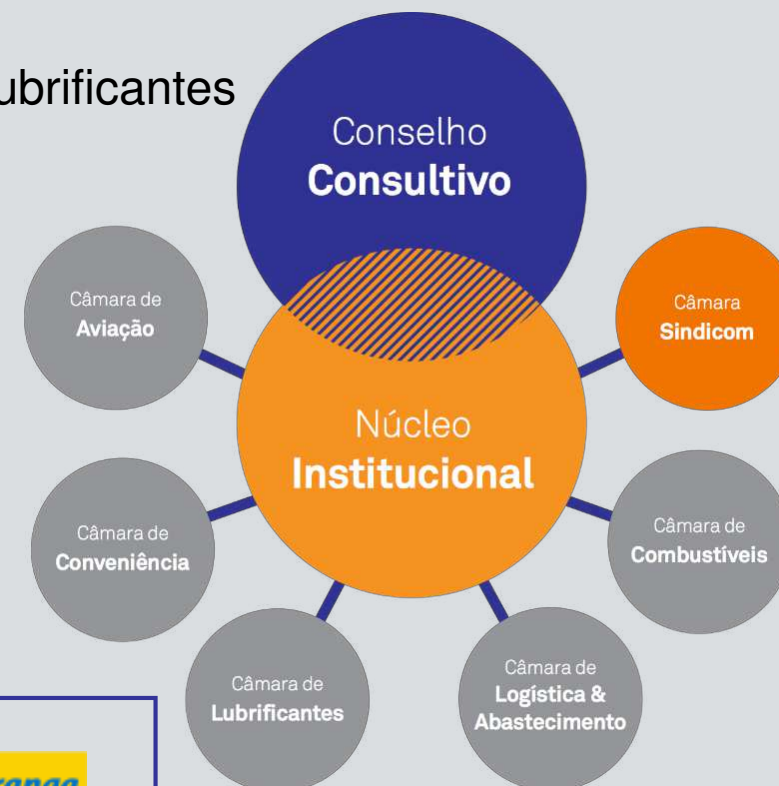 ubrificantes
Conselho
Consultivo
Câmara de
Aviação
Câmara
Sindicom
Núcleo
Institucional
Câmara de
Conveniência
Câmara de
Combustíveis
Câmara de
Lubrificantes
Câmara de
Logística &
Abastecimento